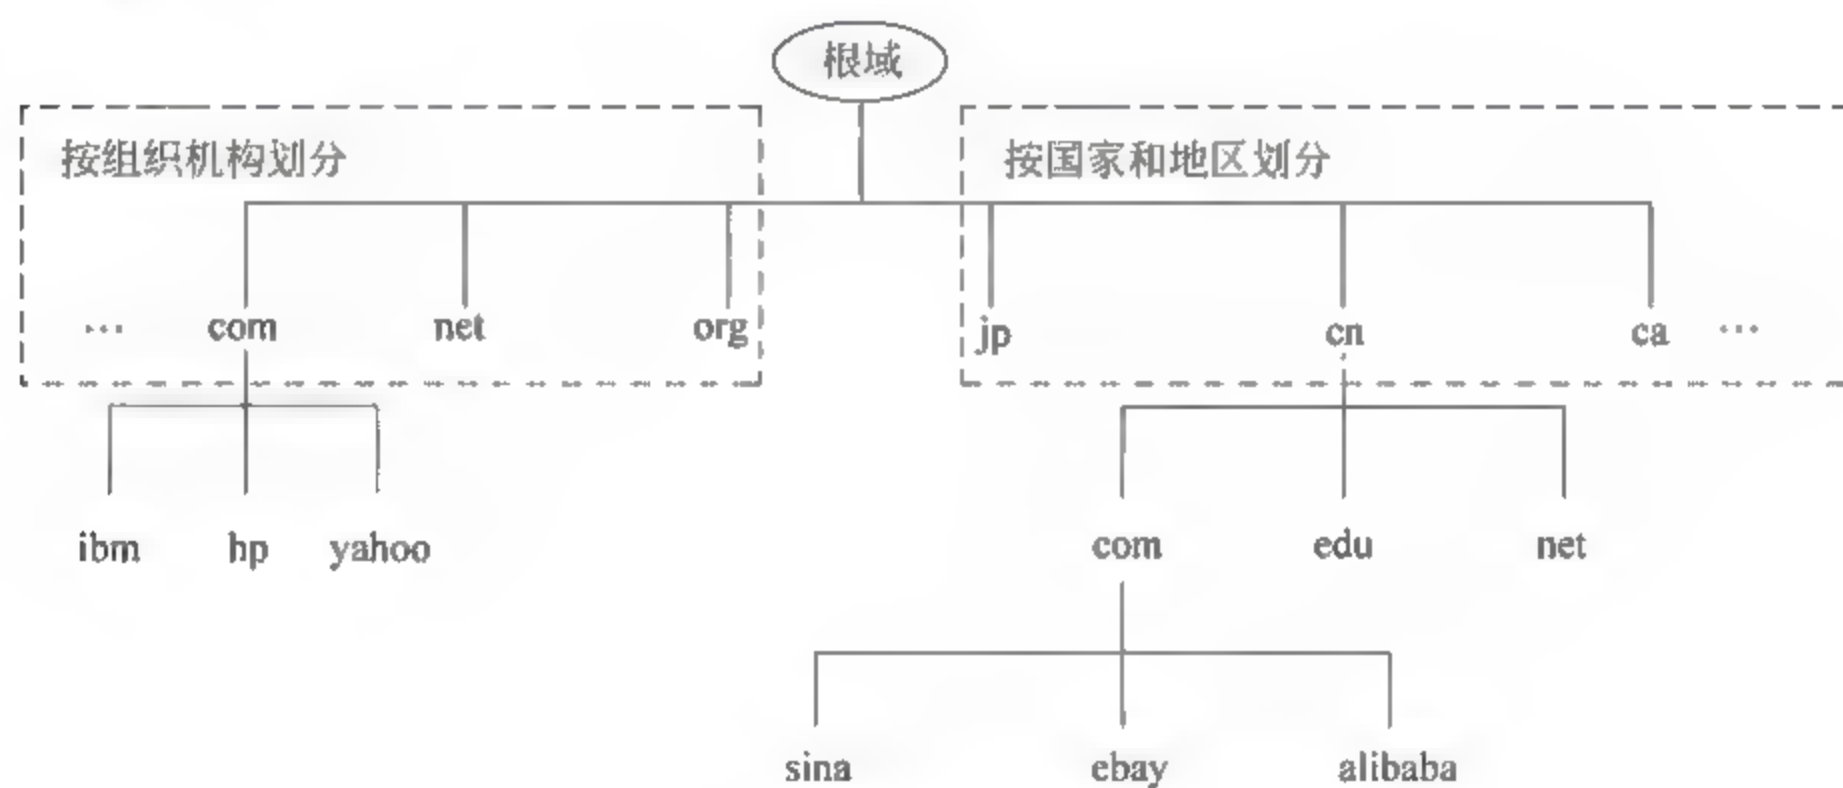 根域
按组织机构划分
按国家和地区划分
… com net org jp cn ca …
ibm hp yahoo
com edu net
sina ebay alibaba